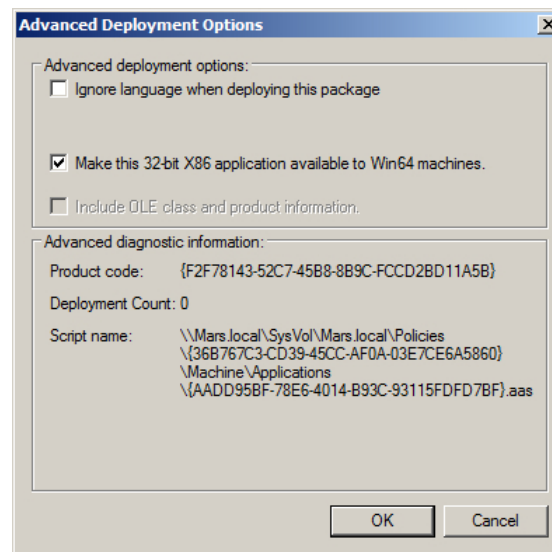 Advanced Deployment Options
Advanced deployment options:
Ignore language when deploying this package
Make this 32-bit X86 application available to Win64 machines.
Include OLE class and product information.
Advanced diagnostic information:
Product code: {F2F78143-52C7-45B8-8B9C-FCCD2BD11A5B}
Deployment Count: 0
Script name: \\Mars.local\SysVol\Mars.local\Policies
\{36B767C3-CD39-45CC-AF0A-03E7CE6A5860}
\Machine\Applications
\{AADD95BF-78E6-4014-B93C-93115FDFD7BF}.aas
OK Cancel